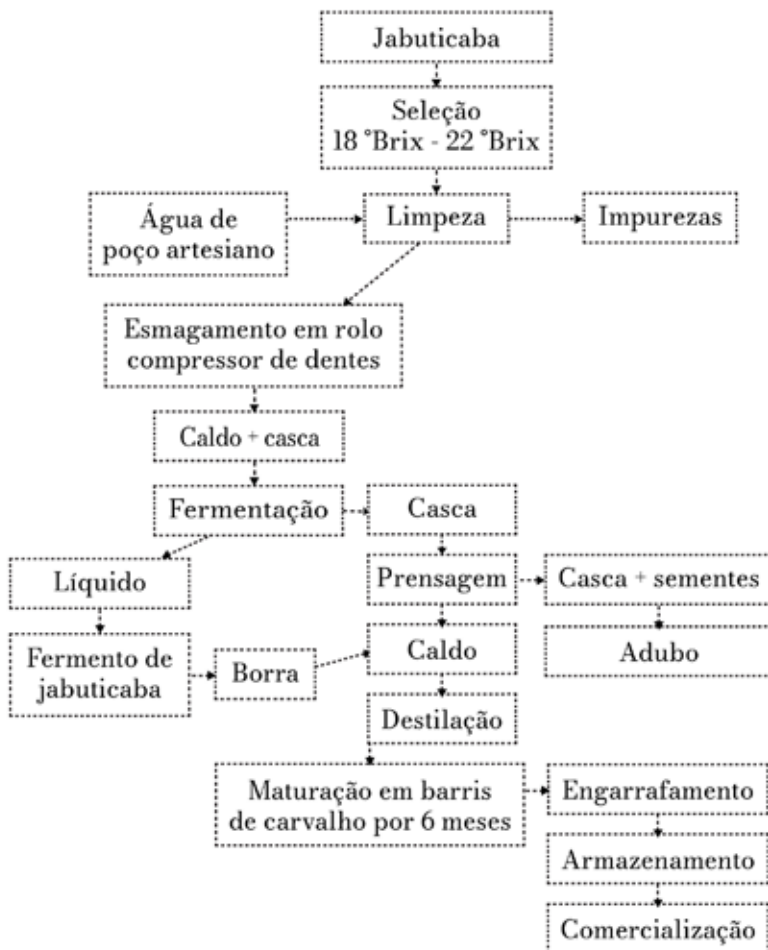 Jabuticaba
Seleção
18 °Brix - 22 °Brix
Água de
poço artesiano
Limpeza
Impurezas
Esmagamento em rolo
compressor de dentes
Caldo + casca
Fermentação
Casca
Líquido
Prensagem
Casca + sementes
Fermento de
jabuticaba
Borra
Caldo
Adubo
Destilação
Maturação em barris
de carvalho por 6 meses
Engarrafamento
Armazenamento
Comercialização